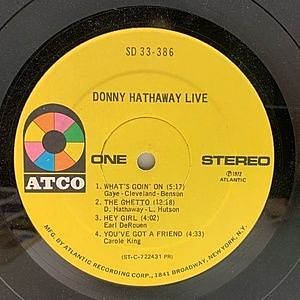 SD 33-386
DONNY HATHAWAY LIVE
ATCO
ONE
STEREO
℗1972
ATLANTIC
1. WHAT'S GOIN' ON (5:17)
Gaye - Cleveland - Benson
2. THE GHETTO (12:18)
D. Hathaway - L. Hutson
3. HEY GIRL (4:02)
Earl DeRouen
4. YOU'VE GOT A FRIEND (4:33)
Carole King
(ST-C-722431 PR)
MFG. BY ATLANTIC RECORDING CORP., 1841 BROADWAY, NEW YORK, N.Y.